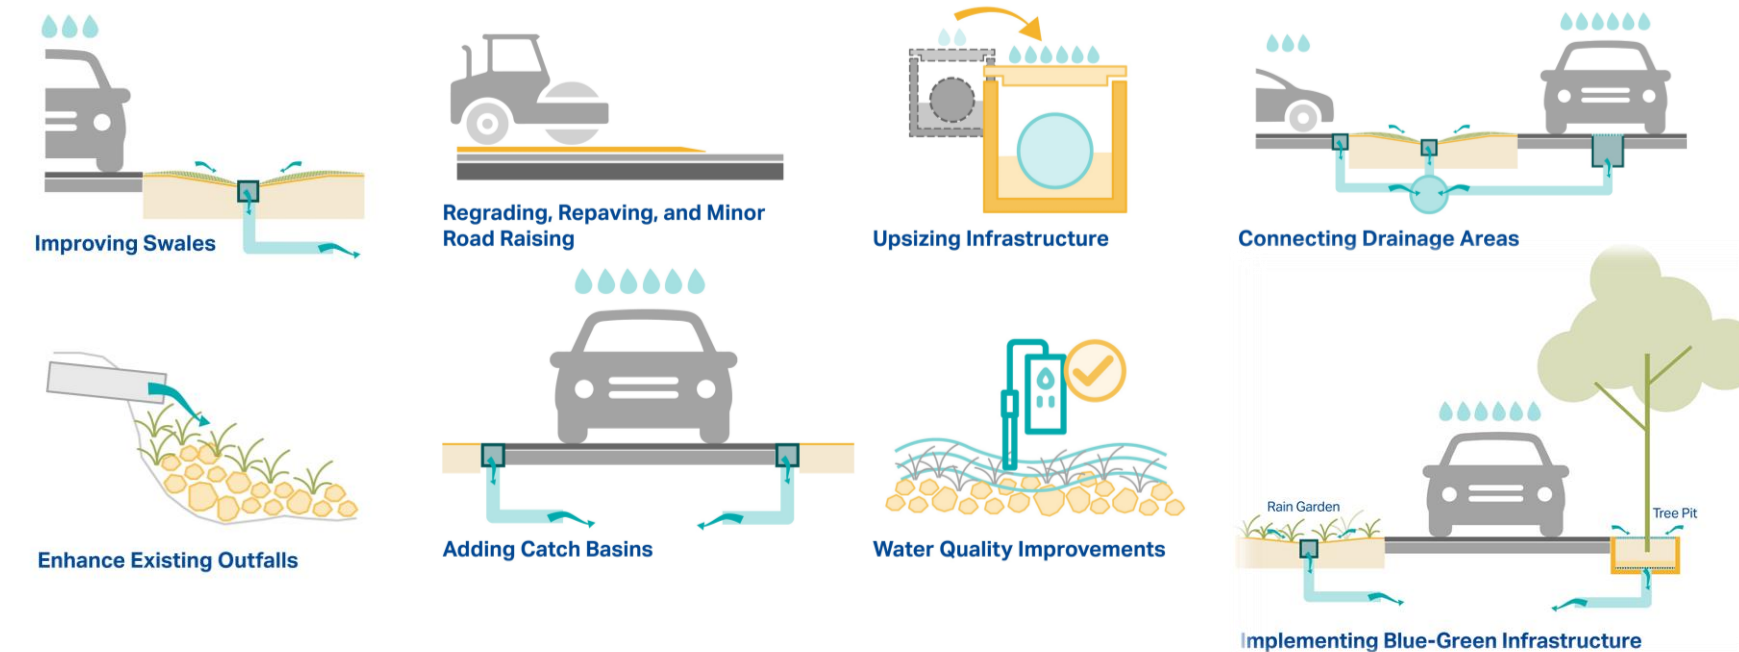 Improving Swales
Regrading, Repaving, and Minor
Road Raising
Upsizing Infrastructure
Connecting Drainage Areas
Enhance Existing Outfalls
Adding Catch Basins
Water Quality Improvements
Rain Garden
Tree Pit
Implementing Blue-Green Infrastructure